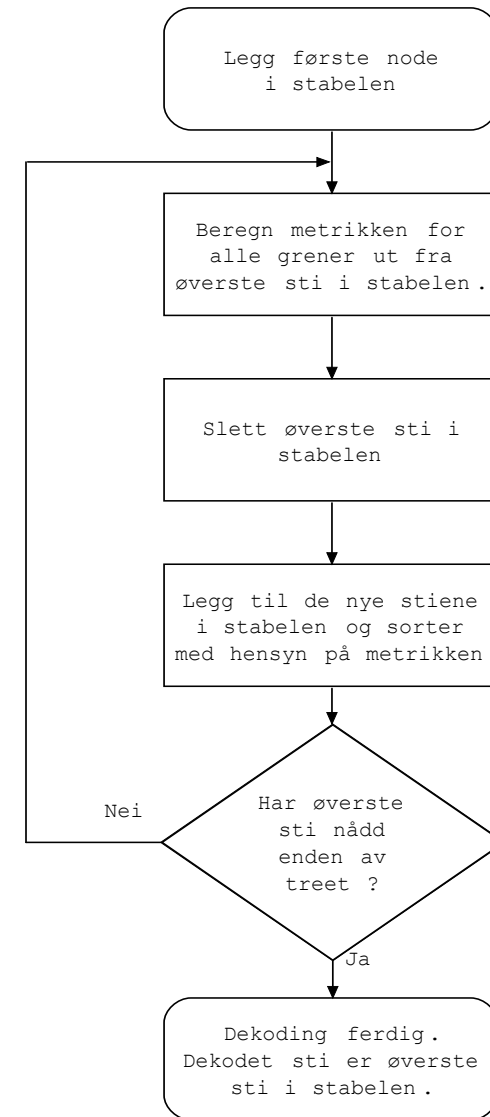 Legg første node
i stabelen
Beregn metrikken for
alle grener ut fra
øverste sti i stabelen.
Slett øverste sti i
stabelen
Legg til de nye stiene
i stabelen og sorter
med hensyn på metrikken
Nei
Har øverste
sti nådd
enden av
treet ?
Ja
Dekoding ferdig.
Dekodet sti er øverste
sti i stabelen.